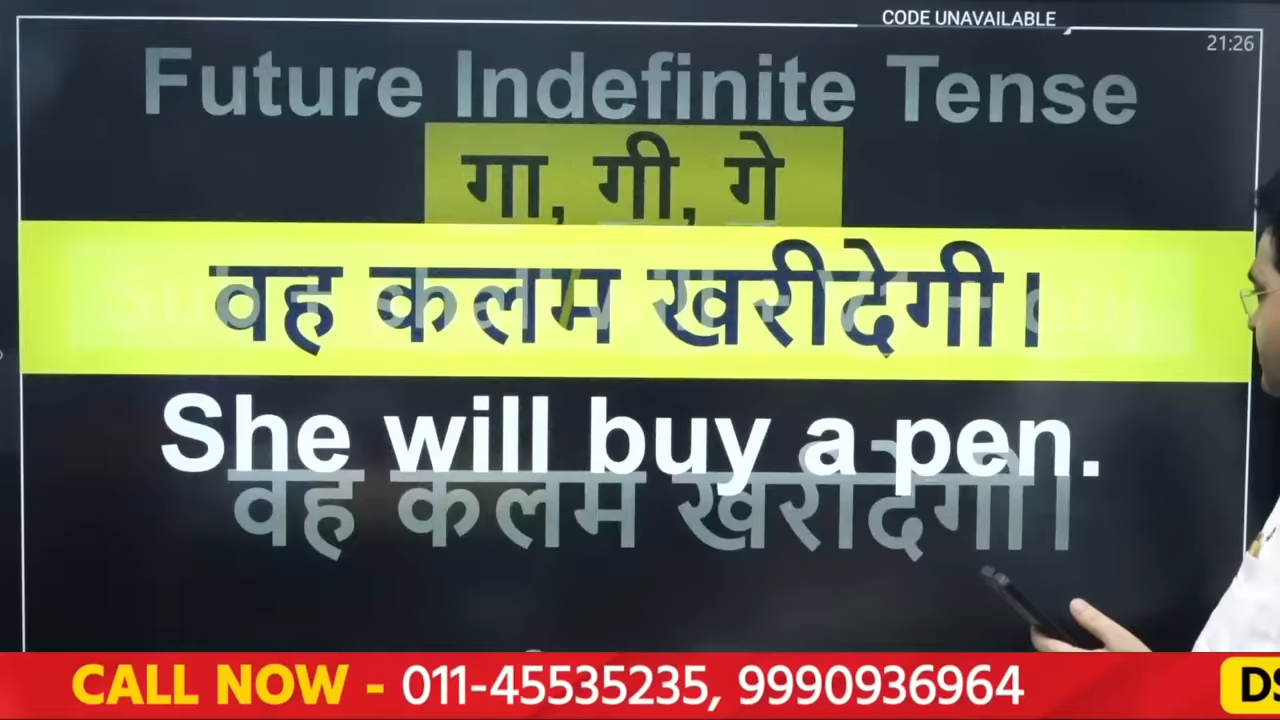 CODE UNAVAILABLE
21:26
Future Indefinite Tense
गा, गी, गे
वह कलम खरीदेगी।
She will buy a pen.
वह कलम खरीदेगी।
CALL NOW - 011-45535235, 9990936964